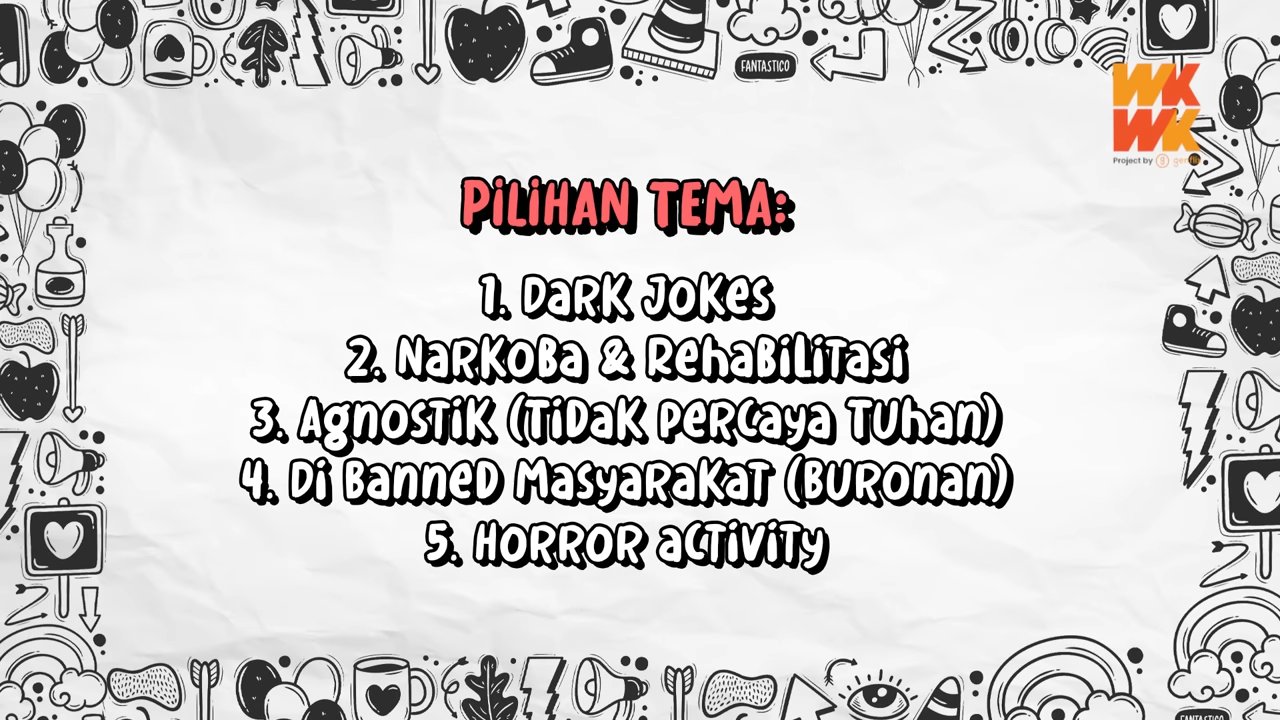 FANTASTICO
WK
WK
Project by
PiLiHAN TEMA:
1. Dark Jokes
2. Narkoba & Rehabilitasi
3. Agnostik (Tidak Percaya Tuhan)
4. Di Banned Masyarakat (Buronan)
5. Horror Activity
FANTASTICO